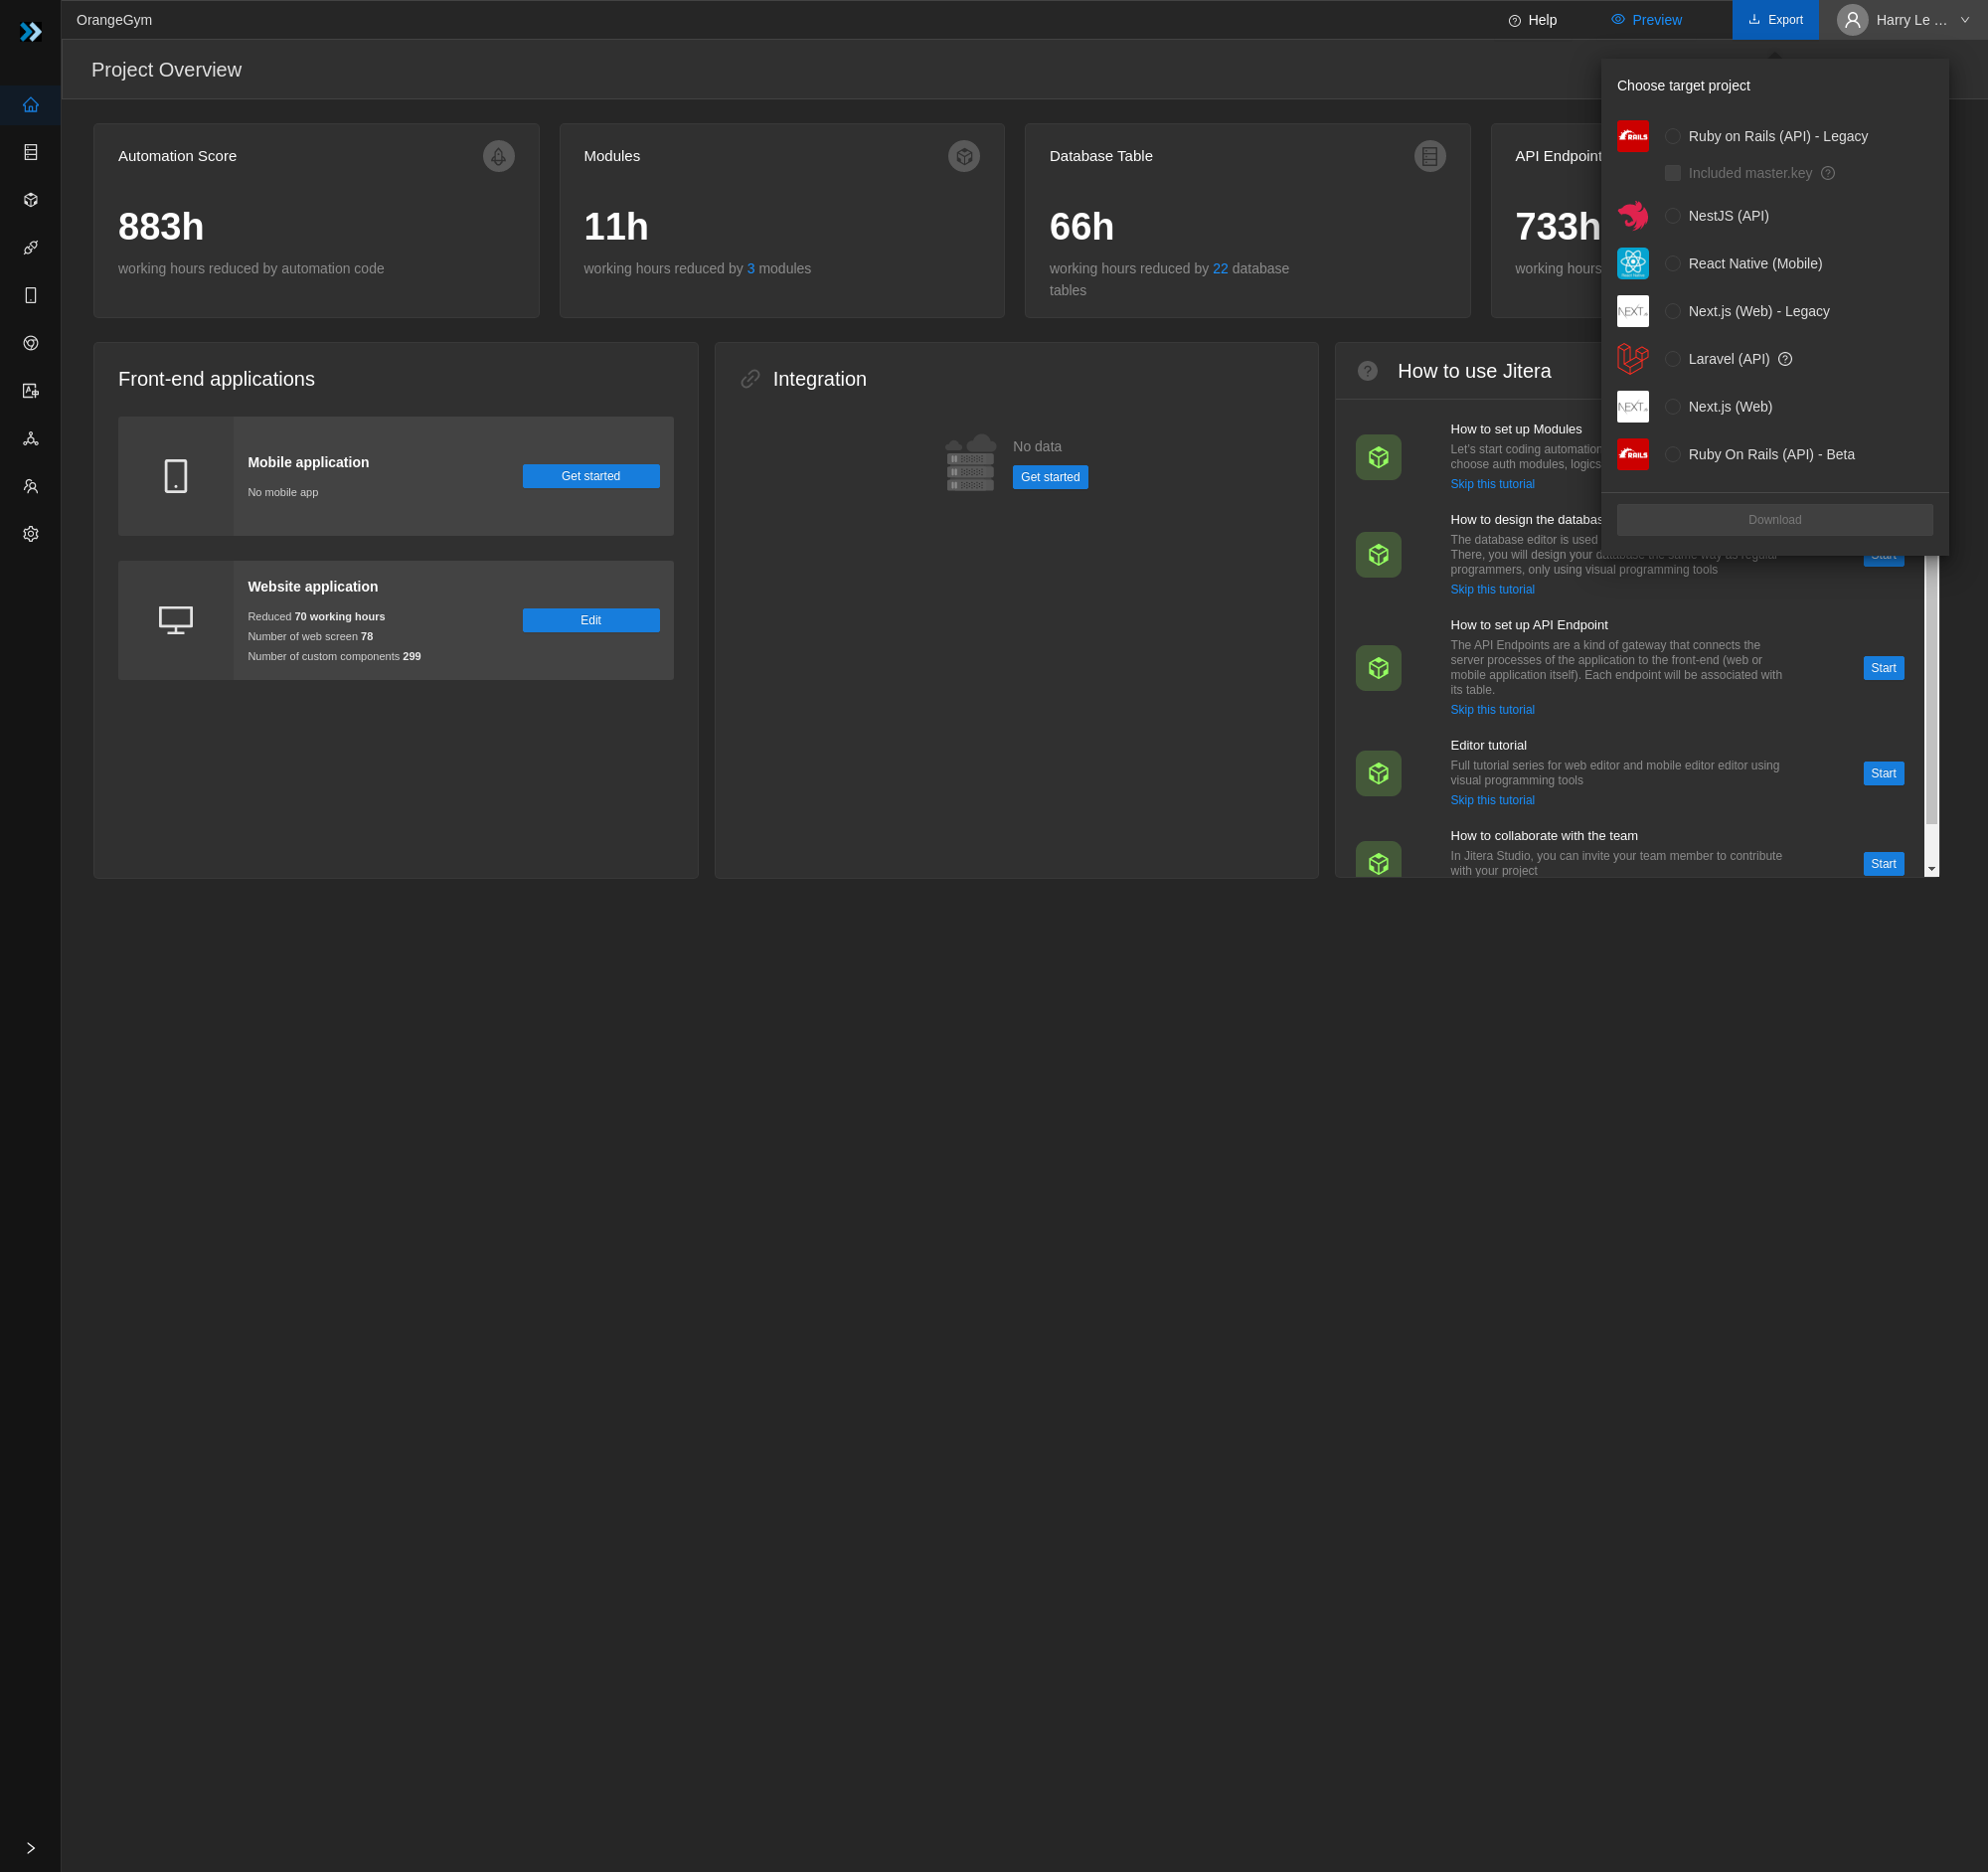 OrangeGym
Help
Preview
Export
Harry Le ...
Project Overview
Choose target project
Ruby on Rails (API) - Legacy
Included master.key
NestJS (API)
React Native (Mobile)
Next.js (Web) - Legacy
Laravel (API)
Next.js (Web)
Ruby On Rails (API) - Beta
Download
Automation Score
883h
working hours reduced by automation code
Modules
11h
working hours reduced by 3 modules
Database Table
66h
working hours reduced by 22 database
tables
API Endpoint
733h
working hours
Front-end applications
Mobile application
No mobile app
Get started
Website application
Reduced 70 working hours
Number of web screen 78
Number of custom components 299
Edit
Integration
No data
Get started
How to use Jitera
How to set up Modules
Let's start coding automation
choose auth modules, logics
Skip this tutorial
How to design the databas
The database editor is used
There, you will design your database the same way as regular
programmers, only using visual programming tools
Skip this tutorial
Start
How to set up API Endpoint
The API Endpoints are a kind of gateway that connects the
server processes of the application to the front-end (web or
mobile application itself). Each endpoint will be associated with
its table.
Skip this tutorial
Start
Editor tutorial
Full tutorial series for web editor and mobile editor editor using
visual programming tools
Skip this tutorial
Start
How to collaborate with the team
In Jitera Studio, you can invite your team member to contribute
with your project
Start
RAILS
NEXT
NEXT
RAILS